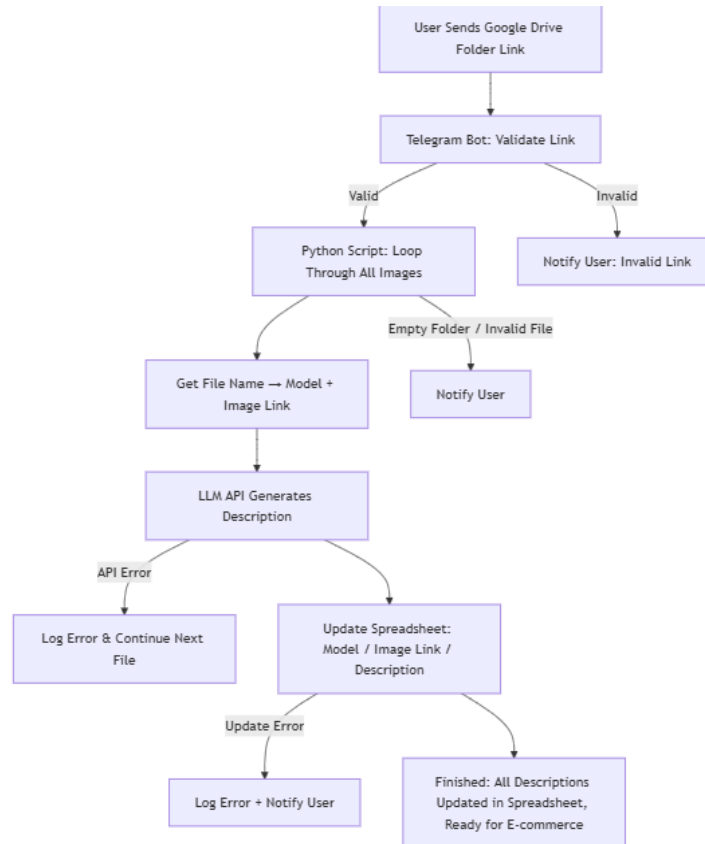 User Sends Google Drive
Folder Link
Telegram Bot: Validate Link
Valid
Invalid
Python Script: Loop
Through All Images
Notify User: Invalid Link
Empty Folder / Invalid File
Get File Name → Model +
Image Link
Notify User
LLM API Generates
Description
API Error
Log Error & Continue Next
File
Update Spreadsheet:
Model / Image Link /
Description
Update Error
Log Error + Notify User
Finished: All Descriptions
Updated in Spreadsheet,
Ready for E-commerce